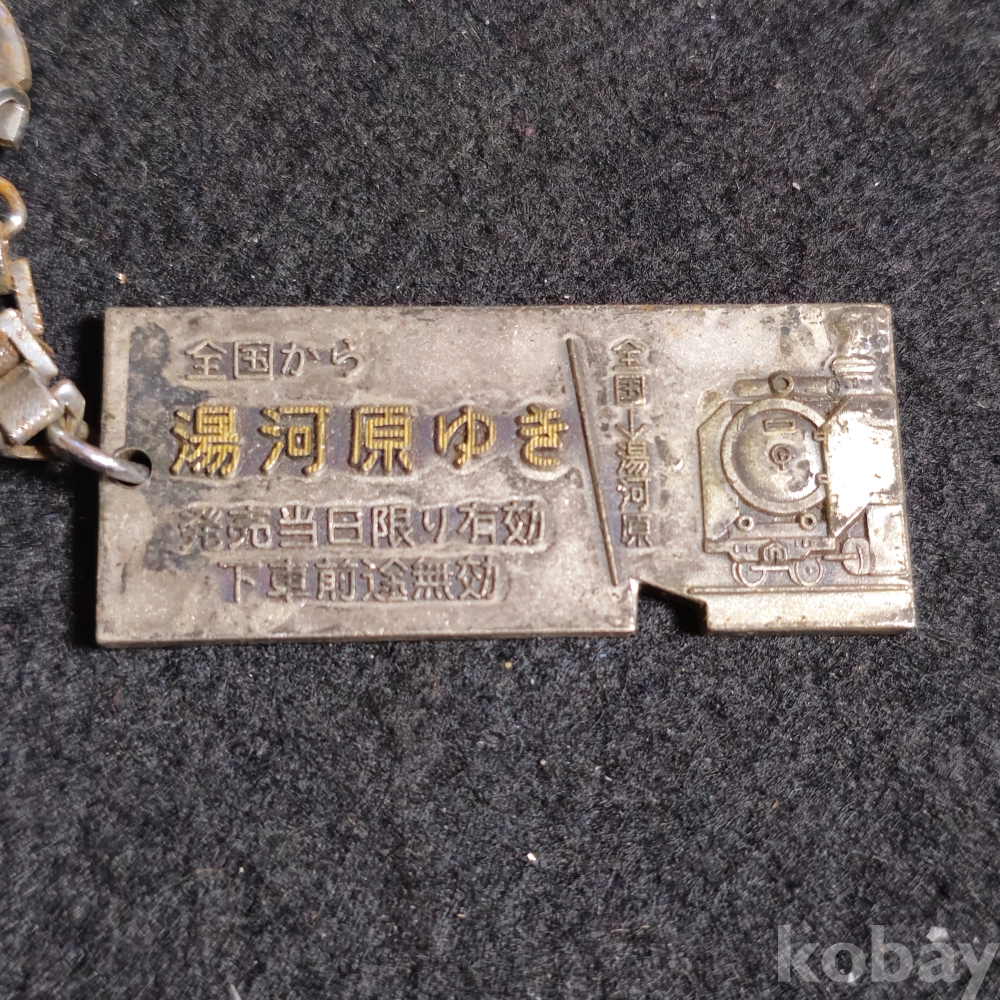 全国から
湯河原ゆき
発売当日限り有効
下車前途無効
全国→湯河原
kobay